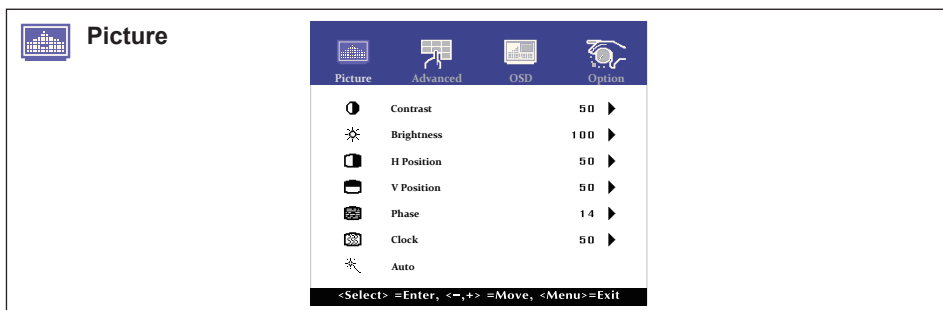 Picture
Picture Advanced OSD Option
Contrast 50
Brightness 100
H Position 50
V Position 50
Phase 14
Clock 50
Auto
<Select> =Enter, <−,+> =Move, <Menu>=Exit